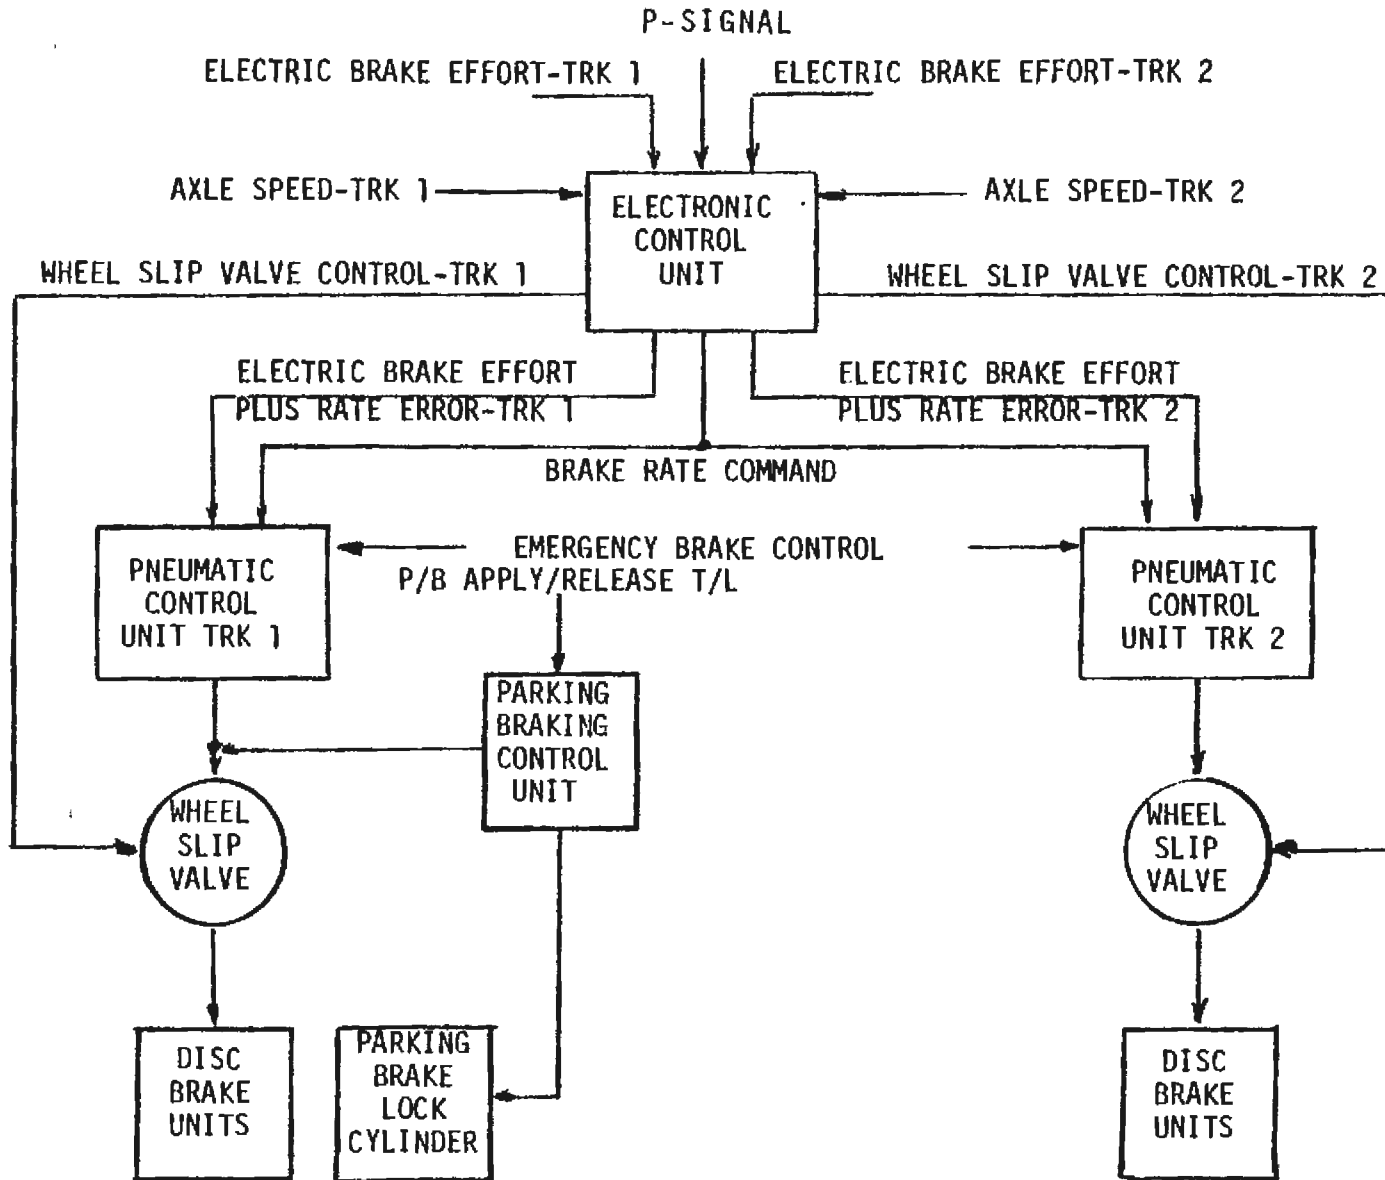 P-SIGNAL
ELECTRIC BRAKE EFFORT-TRK 1
ELECTRIC BRAKE EFFORT-TRK 2
AXLE SPEED-TRK 1
ELECTRONIC
CONTROL
UNIT
AXLE SPEED-TRK 2
WHEEL SLIP VALVE CONTROL-TRK 1
WHEEL SLIP VALVE CONTROL-TRK 2
ELECTRIC BRAKE EFFORT
PLUS RATE ERROR-TRK 1
ELECTRIC BRAKE EFFORT
PLUS RATE ERROR-TRK 2
BRAKE RATE COMMAND
PNEUMATIC
CONTROL
UNIT TRK 1
EMERGENCY BRAKE CONTROL
P/B APPLY/RELEASE T/L
PNEUMATIC
CONTROL
UNIT TRK 2
PARKING
BRAKING
CONTROL
UNIT
WHEEL
SLIP
VALVE
WHEEL
SLIP
VALVE
DISC
BRAKE
UNITS
PARKING
BRAKE
LOCK
CYLINDER
DISC
BRAKE
UNITS